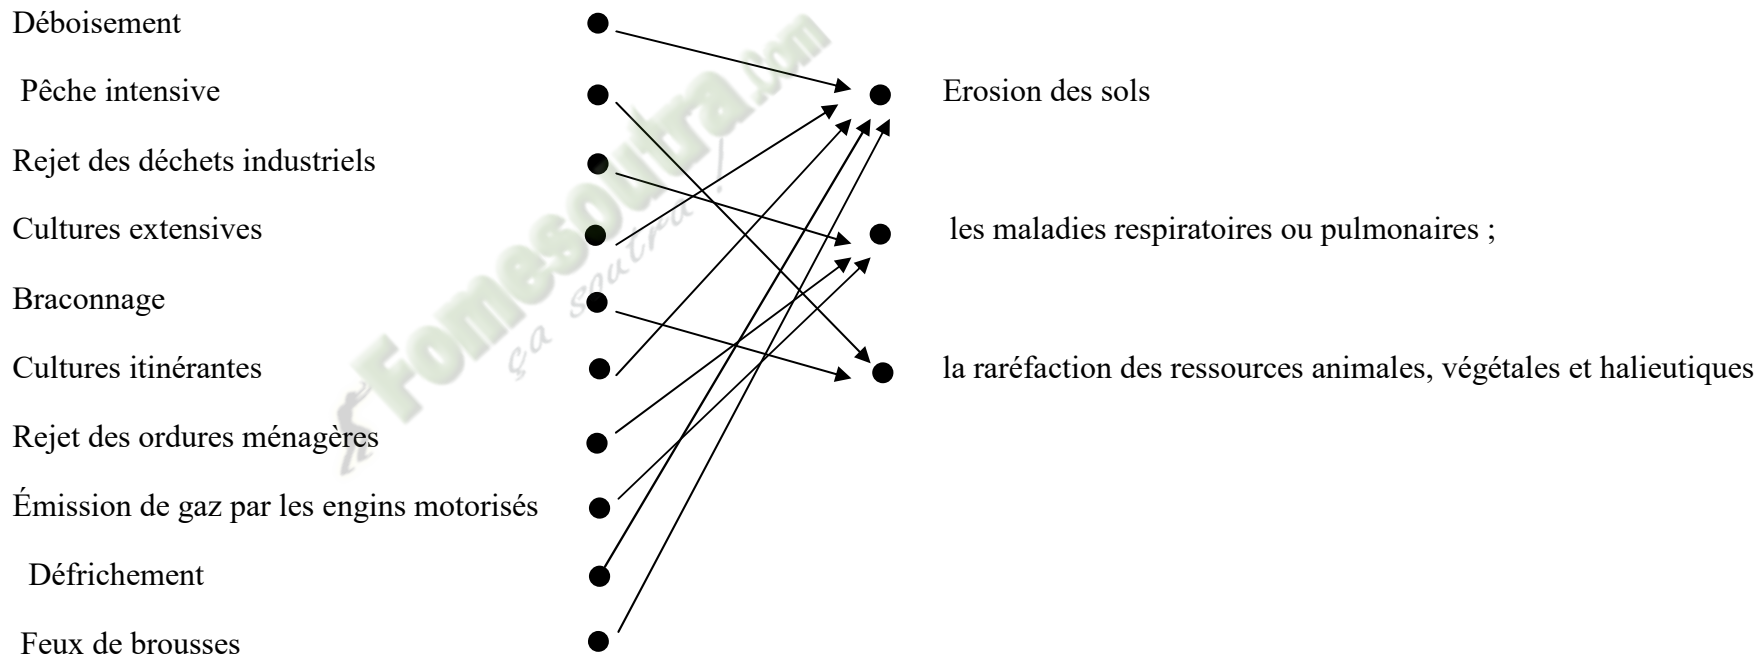 Déboisement
Pêche intensive
Erosion des sols
Rejet des déchets industriels
Cultures extensives
les maladies respiratoires ou pulmonaires ;
Braconnage
Cultures itinérantes
la raréfaction des ressources animales, végétales et halieutiques
Rejet des ordures ménagères
Émission de gaz par les engins motorisés
Défrichement
Feux de brousses
Fomesoutra.com
ça soutra !